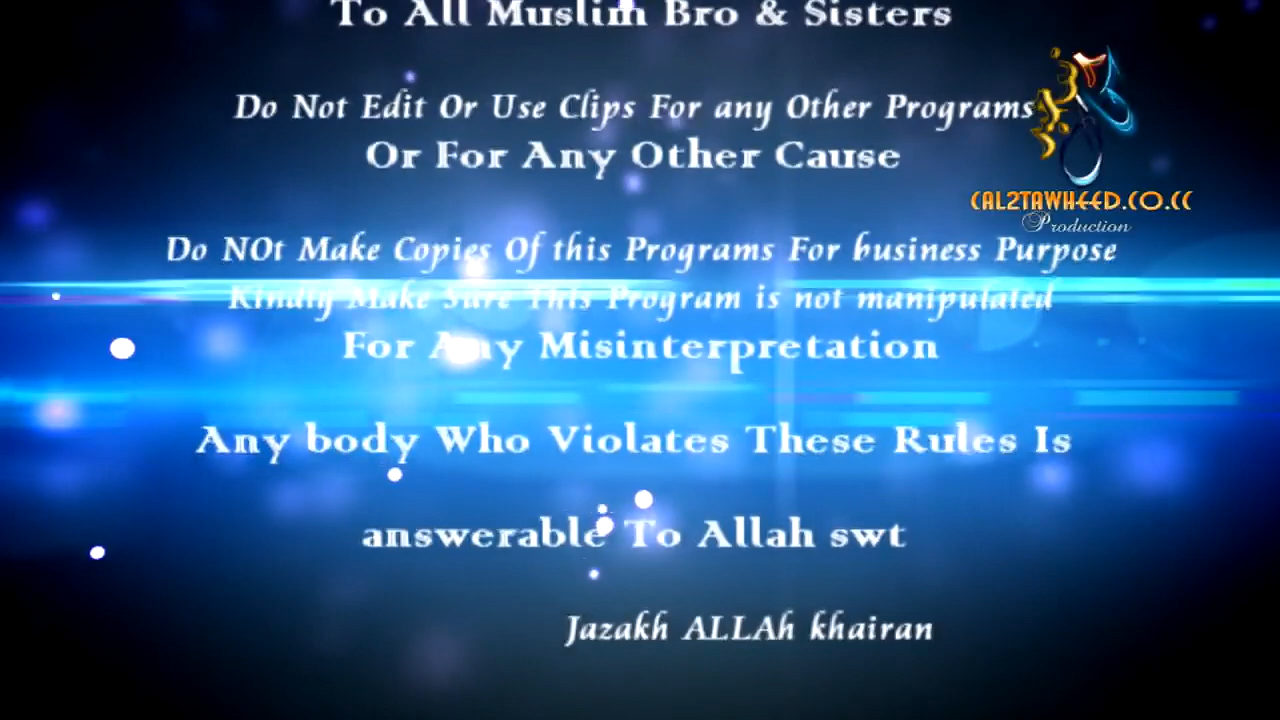 To All Muslim Bro & Sisters
Do Not Edit Or Use Clips For any Other Programs
Or For Any Other Cause
CAL2TAWHEED.CO.CC
Production
Do NOt Make Copies Of this Programs For business Purpose
Kindly Make Sure This Program is not manipulated
For Any Misinterpretation
Any body Who Violates These Rules Is
answerable To Allah swt
Jazakh ALLAh khairan